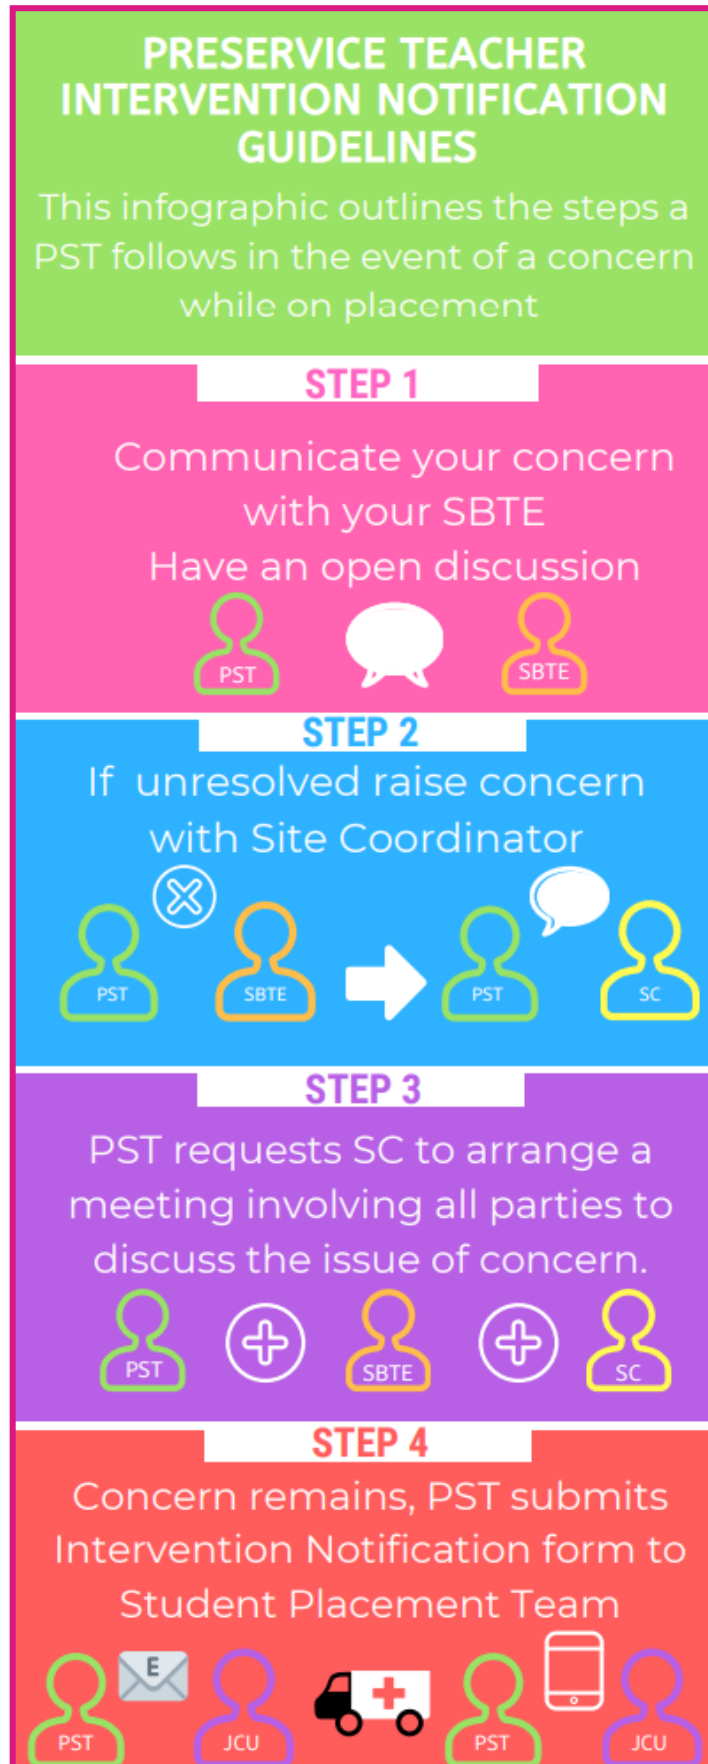 PRESERVICE TEACHER
INTERVENTION NOTIFICATION
GUIDELINES
This infographic outlines the steps a
PST follows in the event of a concern
while on placement
STEP 1
Communicate your concern
with your SBTE
Have an open discussion
PST SBTE
STEP 2
If unresolved raise concern
with Site Coordinator
PST SBTE PST SC
STEP 3
PST requests SC to arrange a
meeting involving all parties to
discuss the issue of concern.
PST SBTE SC
STEP 4
Concern remains, PST submits
Intervention Notification form to
Student Placement Team
E
PST JCU PST JCU